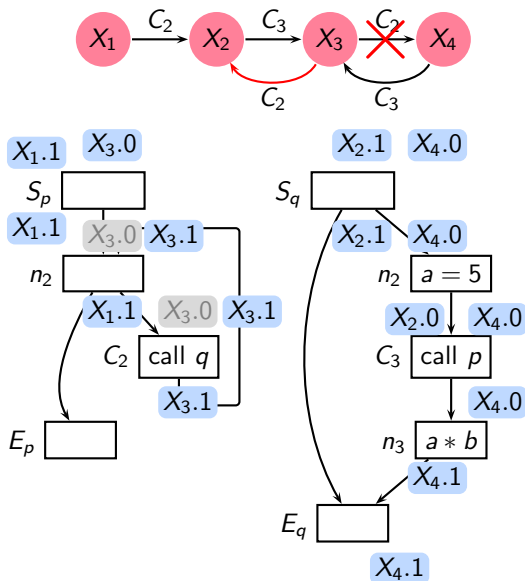 C₂ C₃ C₂
X₁ X₂ X₃ X₄
C₂ C₃
X₁.1 X₃.0 X₂.1 X₄.0
Sₚ S_q
X₁.1 X₃.0 X₃.1 X₂.1 X₄.0
n₂ n₂ a = 5
X₁.1 X₃.0 X₃.1 X₂.0 X₄.0
C₂ call q C₃ call p
X₃.1 X₄.0
Eₚ n₃ a ∗ b
X₄.1
E_q
X₄.1